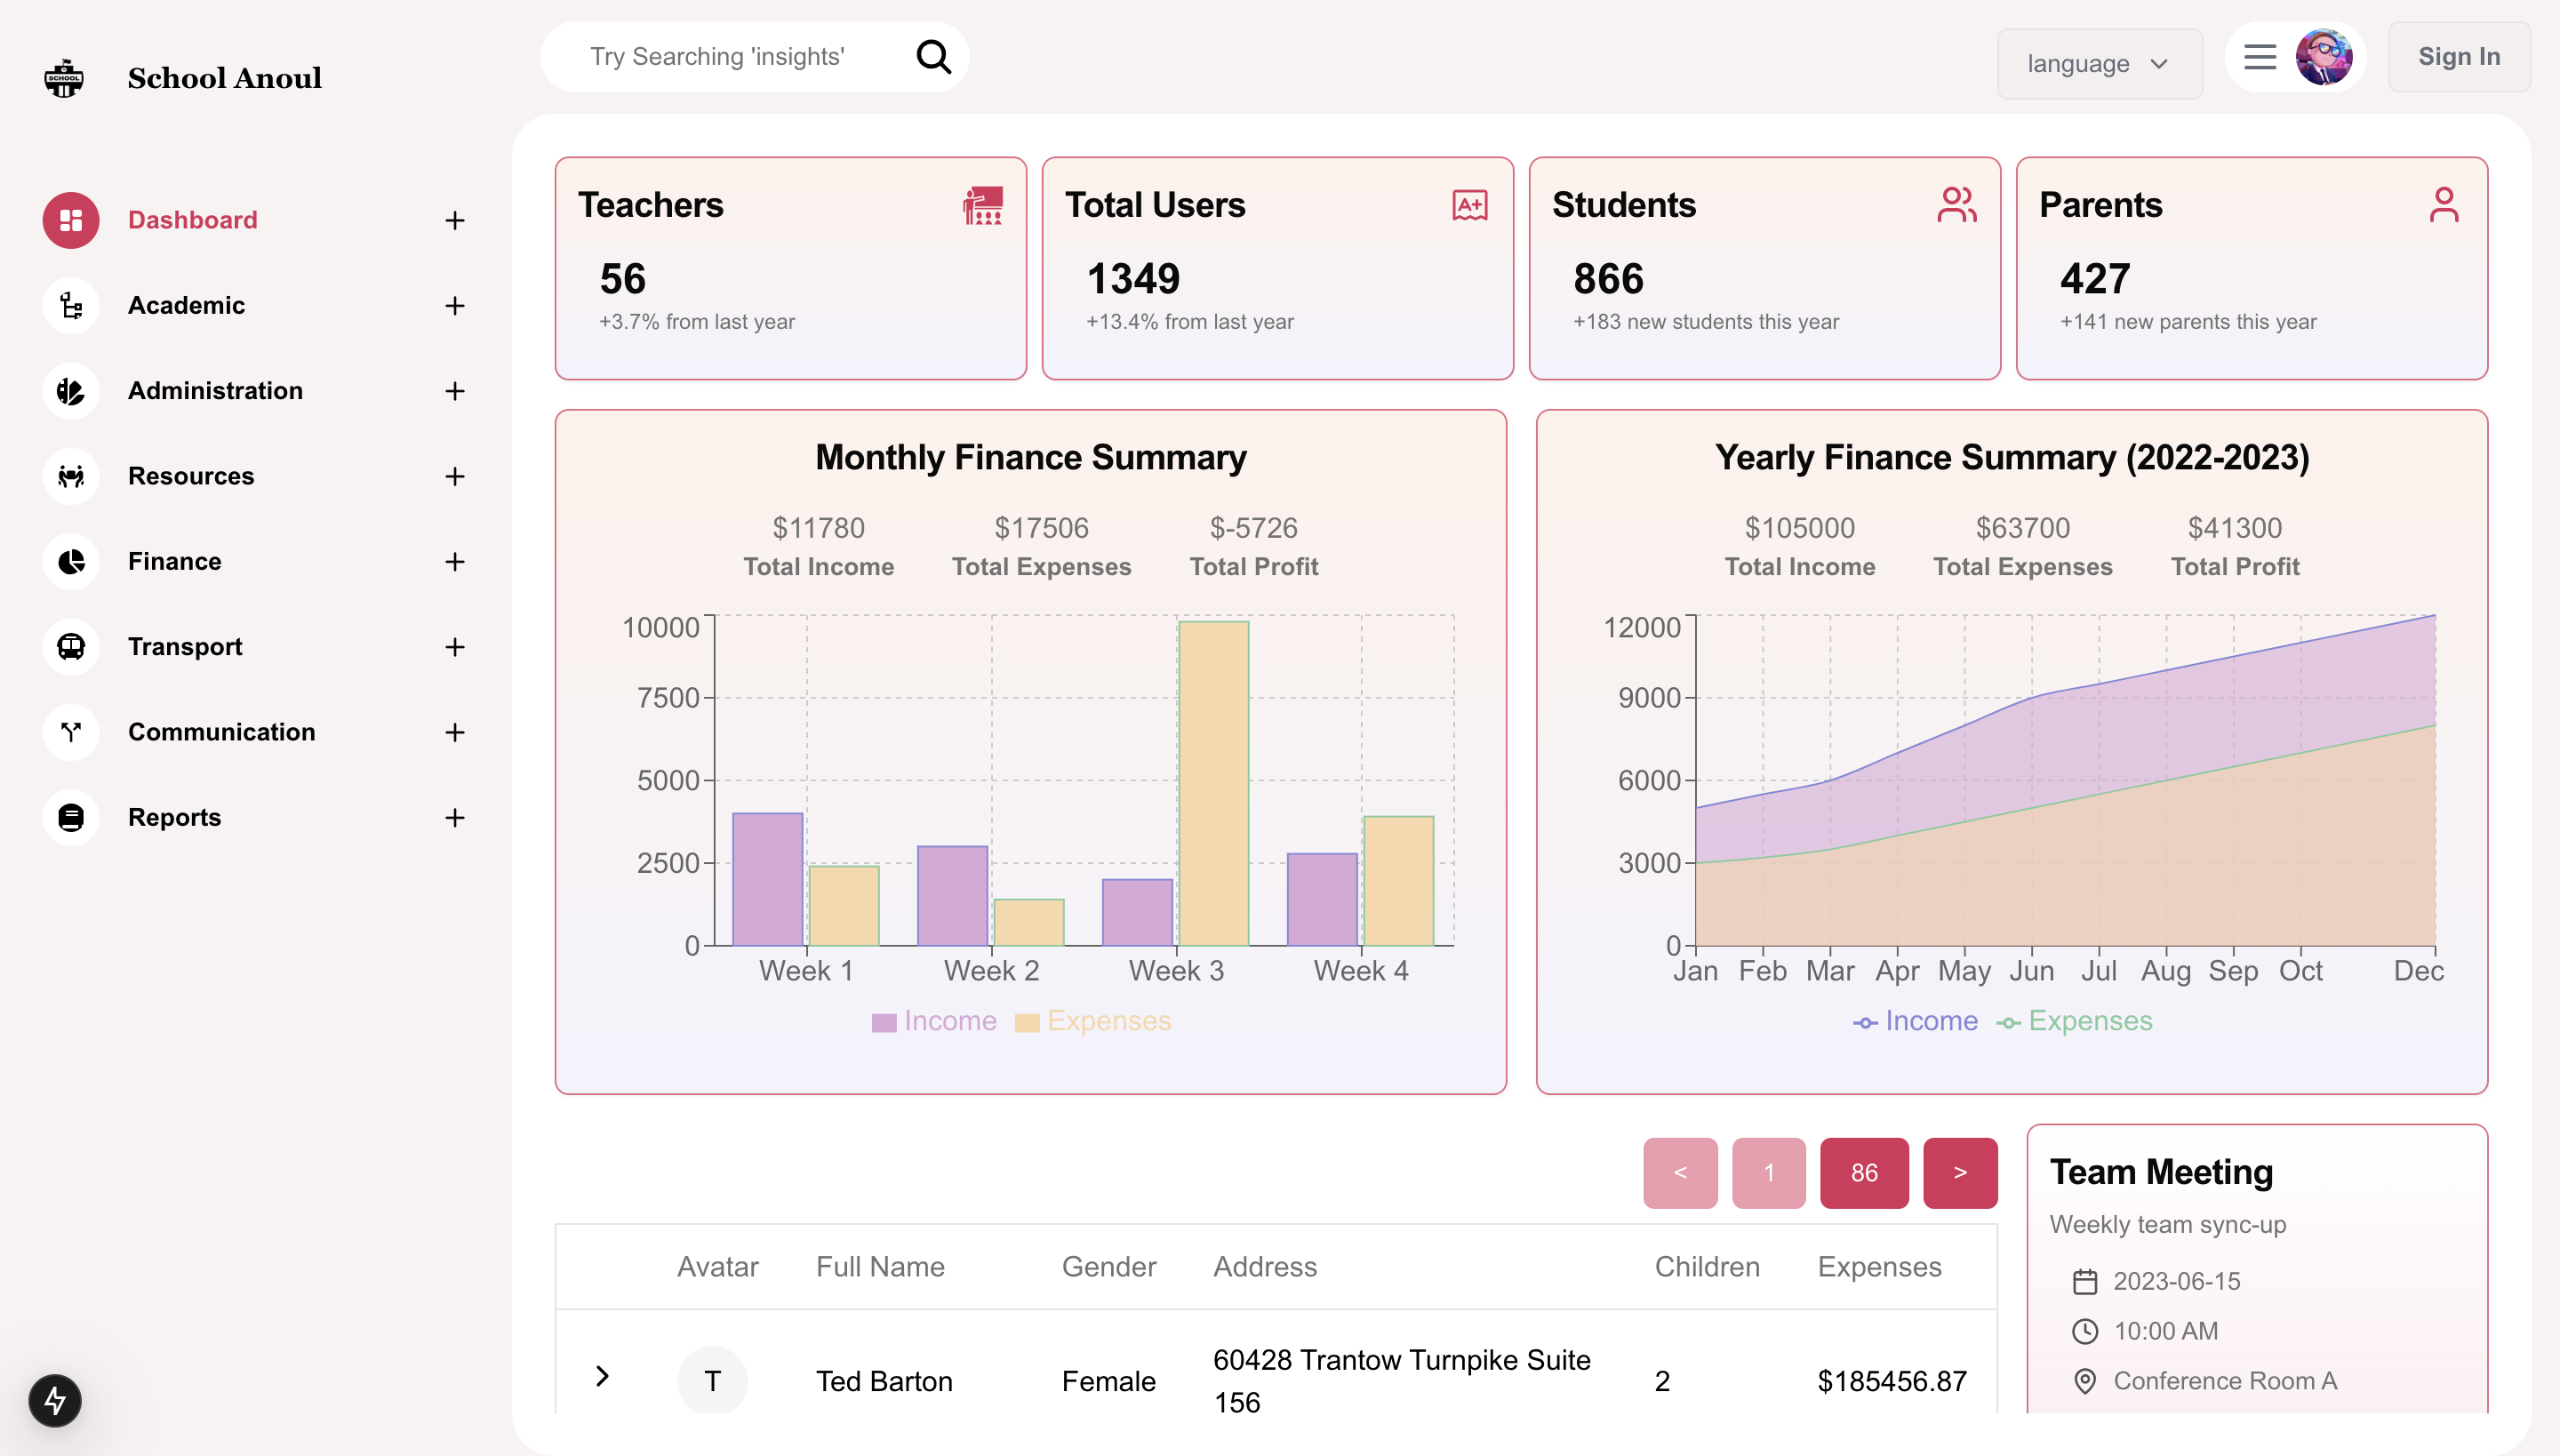 SCHOOL
School Anoul
Try Searching 'insights'
language
Sign In
Dashboard
Academic
Administration
Resources
Finance
Transport
Communication
Reports
Teachers
56
+3.7% from last year
Total Users
A+
1349
+13.4% from last year
Students
866
+183 new students this year
Parents
427
+141 new parents this year
Monthly Finance Summary
$11780
Total Income
$17506
Total Expenses
$-5726
Total Profit
10000
7500
5000
2500
0
Week 1 Week 2 Week 3 Week 4
Income Expenses
Yearly Finance Summary (2022-2023)
$105000
Total Income
$63700
Total Expenses
$41300
Total Profit
12000
9000
6000
3000
0
Jan Feb Mar Apr May Jun Jul Aug Sep Oct Dec
Income Expenses
< 1 86 >
Avatar Full Name Gender Address Children Expenses
T Ted Barton Female 60428 Trantow Turnpike Suite
156
2 $185456.87
Team Meeting
Weekly team sync-up
2023-06-15
10:00 AM
Conference Room A